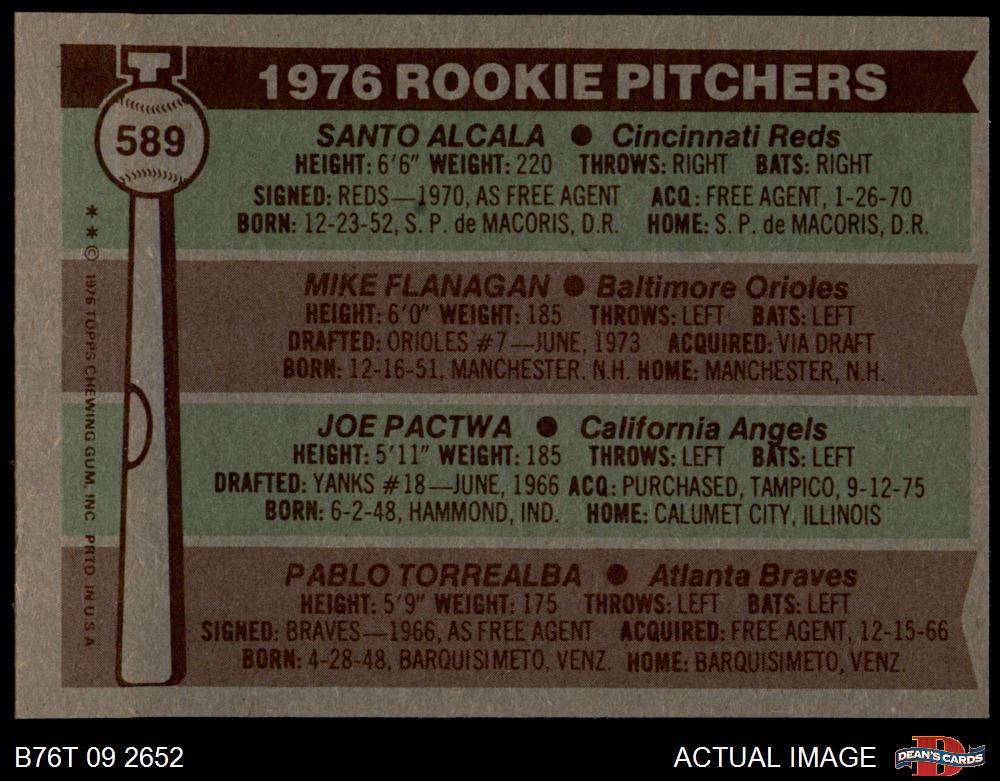 1976 ROOKIE PITCHERS
589
SANTO ALCALA ● Cincinnati Reds
HEIGHT: 6'6" WEIGHT: 220 THROWS: RIGHT BATS: RIGHT
SIGNED: REDS—1970, AS FREE AGENT ACQ: FREE AGENT, 1-26-70
BORN: 12-23-52, S. P. de MACORIS, D.R. HOME: S. P. de MACORIS, D.R.
MIKE FLANAGAN ● Baltimore Orioles
HEIGHT: 6'0" WEIGHT: 185 THROWS: LEFT BATS: LEFT
DRAFTED: ORIOLES #7—JUNE, 1973 ACQUIRED: VIA DRAFT
BORN: 12-16-51, MANCHESTER. N.H. HOME: MANCHESTER, N.H.
JOE PACTWA ● California Angels
HEIGHT: 5'11" WEIGHT: 185 THROWS: LEFT BATS: LEFT
DRAFTED: YANKS #18—JUNE, 1966 ACQ: PURCHASED, TAMPICO, 9-12-75
BORN: 6-2-48, HAMMOND, IND. HOME: CALUMET CITY, ILLINOIS
PABLO TORREALBA ● Atlanta Braves
HEIGHT: 5'9" WEIGHT: 175 THROWS: LEFT BATS: LEFT
SIGNED: BRAVES—1966, AS FREE AGENT ACQUIRED: FREE AGENT, 12-15-66
BORN: 4-28-48, BARQUISIMETO, VENZ. HOME: BARQUISIMETO, VENZ.
** © 1976 TOPPS CHEWING GUM, INC PRTD IN U S A
B76T 09 2652
ACTUAL IMAGE
DEAN'S CARDS